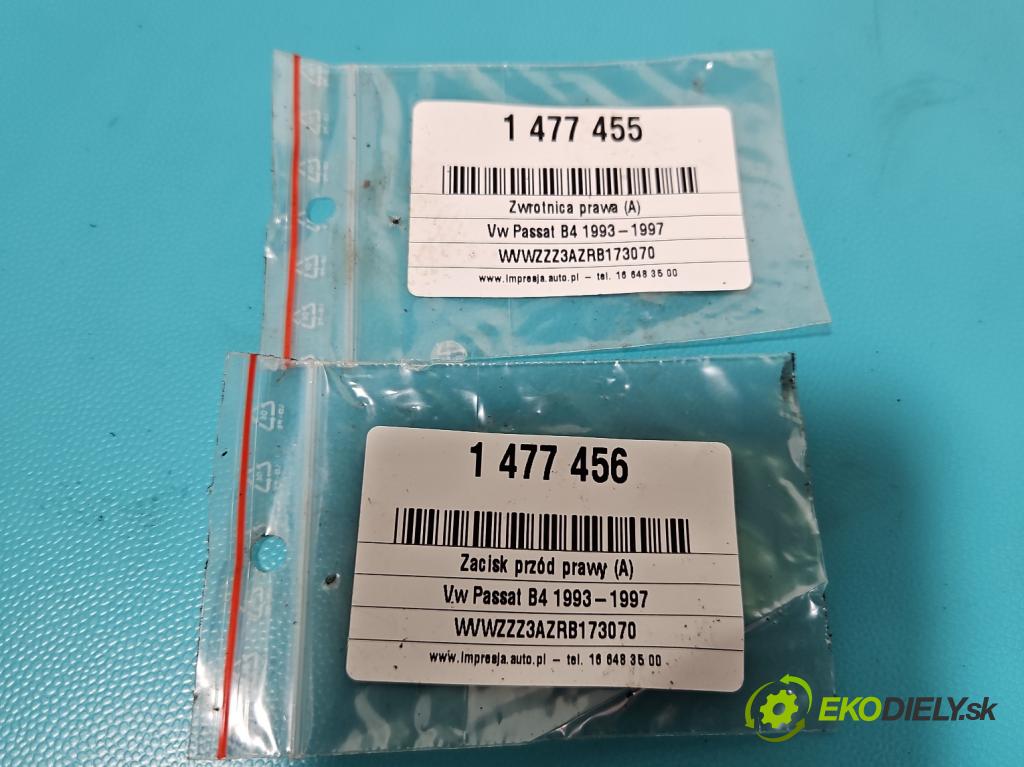 1 477 455
Zwrotnica prawa (A)
Vw Passat B4 1993-1997
WVWZZZ3AZRB173070
www.impresja.auto.pl - tel. 16 648 35 00
1 477 456
Zacisk przód prawy (A)
Vw Passat B4 1993-1997
WVWZZZ3AZRB173070
www.impresja.auto.pl - tel. 16 648 35 00
EKODIELY.sk